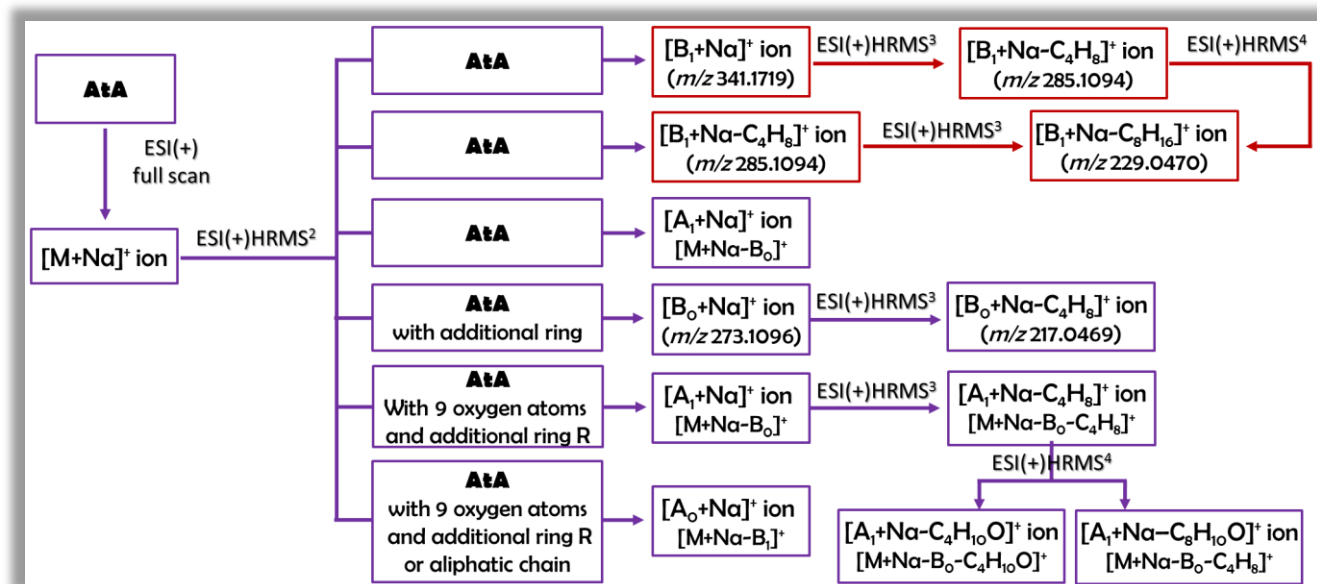 AtA
ESI(+)
full scan
[M+Na]⁺ ion
ESI(+)HRMS²
AtA
[B₁+Na]⁺ ion
(m/z 341.1719)
ESI(+)HRMS³
[B₁+Na-C₄H₈]⁺ ion
(m/z 285.1094)
ESI(+)HRMS⁴
AtA
[B₁+Na-C₄H₈]⁺ ion
(m/z 285.1094)
ESI(+)HRMS³
[B₁+Na-C₈H₁₆]⁺ ion
(m/z 229.0470)
AtA
[A₁+Na]⁺ ion
[M+Na-B₀]⁺
AtA
with additional ring
[B₀+Na]⁺ ion
(m/z 273.1096)
ESI(+)HRMS³
[B₀+Na-C₄H₈]⁺ ion
(m/z 217.0469)
AtA
With 9 oxygen atoms
and additional ring R
[A₁+Na]⁺ ion
[M+Na-B₀]⁺
ESI(+)HRMS³
[A₁+Na-C₄H₈]⁺ ion
[M+Na-B₀-C₄H₈]⁺
ESI(+)HRMS⁴
AtA
with 9 oxygen atoms
and additional ring R
or aliphatic chain
[A₀+Na]⁺ ion
[M+Na-B₁]⁺
[A₁+Na-C₄H₁₀O]⁺ ion
[M+Na-B₀-C₄H₁₀O]⁺
[A₁+Na–C₈H₁₀O]⁺ ion
[M+Na-B₀-C₄H₈]⁺